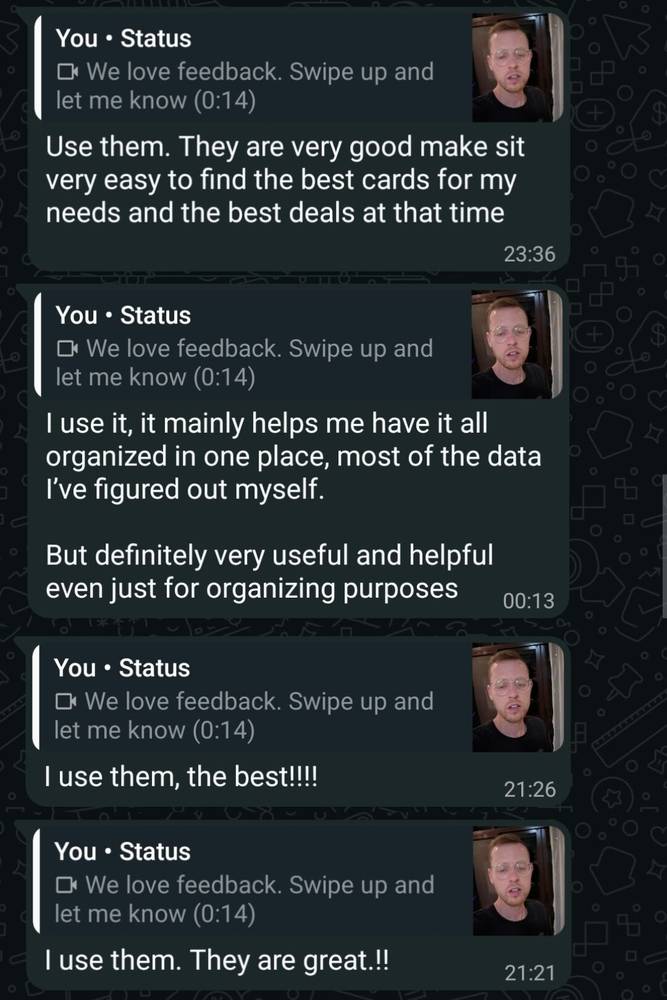 You • Status
We love feedback. Swipe up and
let me know (0:14)
Use them. They are very good make sit
very easy to find the best cards for my
needs and the best deals at that time
23:36
You • Status
We love feedback. Swipe up and
let me know (0:14)
I use it, it mainly helps me have it all
organized in one place, most of the data
I’ve figured out myself.
But definitely very useful and helpful
even just for organizing purposes
00:13
You • Status
We love feedback. Swipe up and
let me know (0:14)
I use them, the best!!!!
21:26
You • Status
We love feedback. Swipe up and
let me know (0:14)
I use them. They are great.!!
21:21